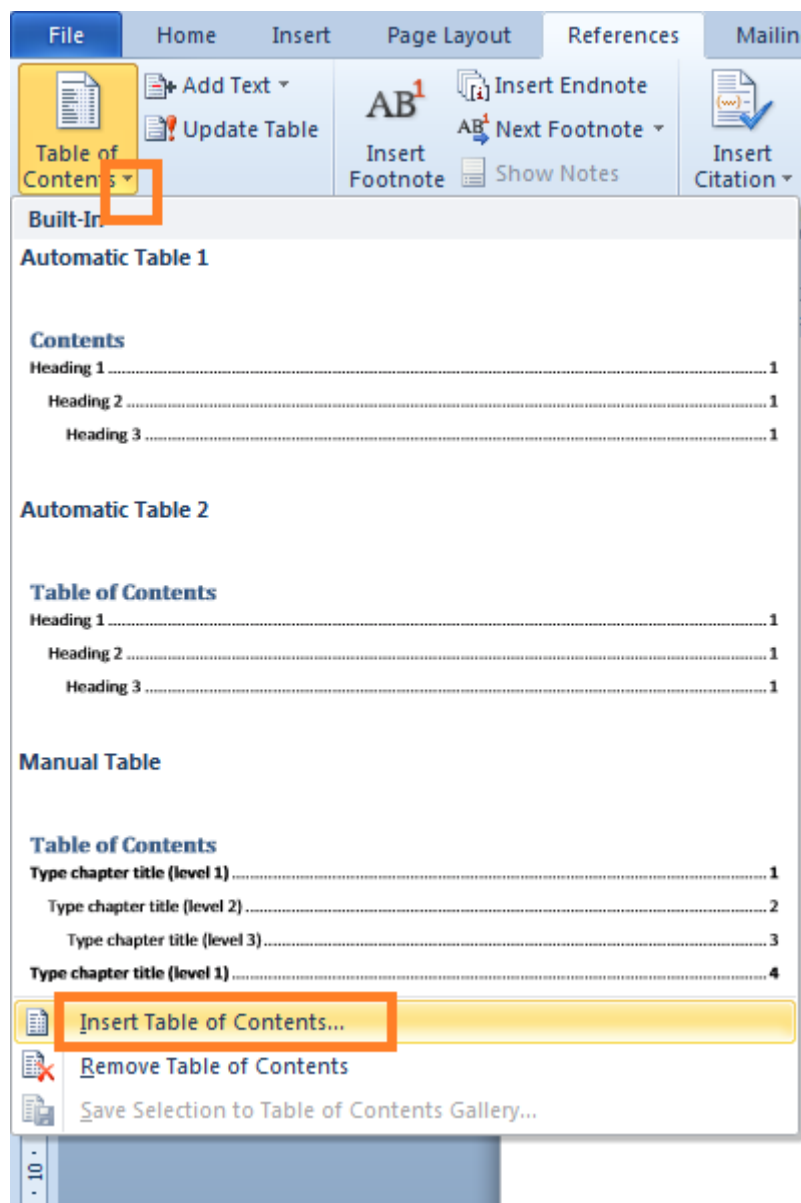 File Home Insert Page Layout References Mailin
Add Text
Update Table
Table of
Contents
AB1
Insert
Footnote
Insert Endnote
AB1 Next Footnote
Show Notes
Insert
Citation
Built-In
Automatic Table 1
Contents
Heading 1 ........ 1
Heading 2 ........ 1
Heading 3 ........ 1
Automatic Table 2
Table of Contents
Heading 1 ........ 1
Heading 2 ........ 1
Heading 3 ........ 1
Manual Table
Table of Contents
Type chapter title (level 1) ........ 1
Type chapter title (level 2) ........ 2
Type chapter title (level 3) ........ 3
Type chapter title (level 1) ........ 4
Insert Table of Contents...
Remove Table of Contents
Save Selection to Table of Contents Gallery...
10